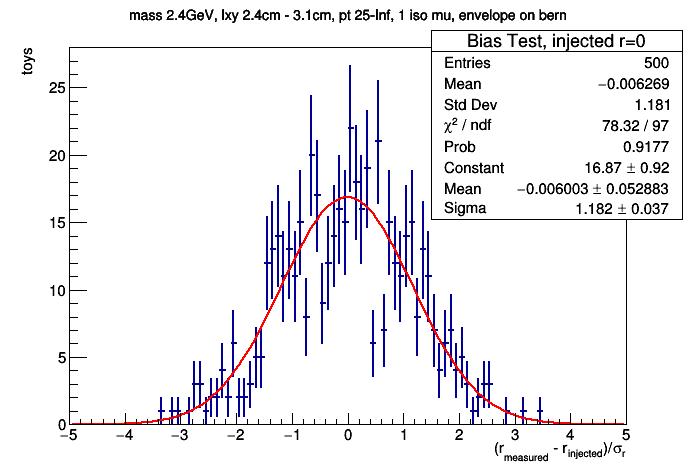 mass 2.4GeV, lxy 2.4cm - 3.1cm, pt 25-Inf, 1 iso mu, envelope on bern
Bias Test, injected r=0
Entries 500
Mean −0.006269
Std Dev 1.181
χ² / ndf 78.32 / 97
Prob 0.9177
Constant 16.87 ± 0.92
Mean −0.006003 ± 0.052883
Sigma 1.182 ± 0.037
toys
25
20
15
10
5
0
−5 −4 −3 −2 −1 0 1 2 3 4 5
(r_measured - r_injected)/σ_r